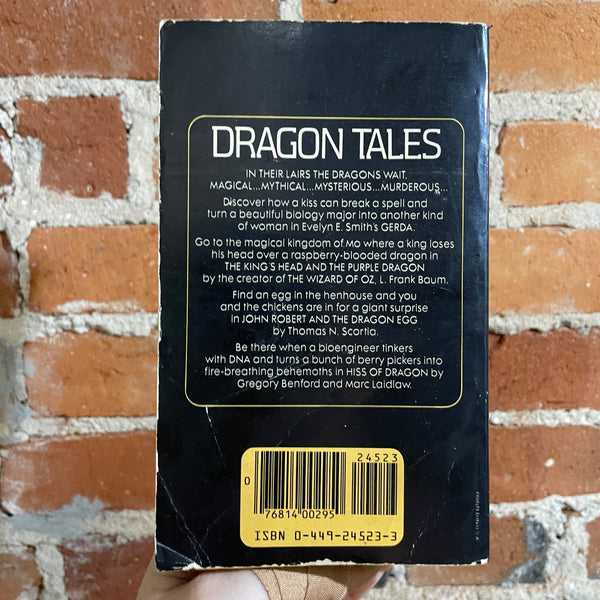 DRAGON TALES
IN THEIR LAIRS THE DRAGONS WAIT.
MAGICAL...MYTHICAL...MYSTERIOUS...MURDEROUS...
Discover how a kiss can break a spell and
turn a beautiful biology major into another kind
of woman in Evelyn E. Smith's GERDA.
Go to the magical kingdom of Mo where a king loses
his head over a raspberry-blooded dragon in
THE KING'S HEAD AND THE PURPLE DRAGON
by the creator of THE WIZARD OF OZ, L. Frank Baum.
Find an egg in the henhouse and you
and the chickens are in for a giant surprise
in JOHN ROBERT AND THE DRAGON EGG
by Thomas N. Scortia.
Be there when a bioengineer tinkers
with DNA and turns a bunch of berry pickers into
fire-breathing behemoths in HISS OF DRAGON by
Gregory Benford and Marc Laidlaw.
24523
0
76814 00295
ISBN 0-449-24523-3